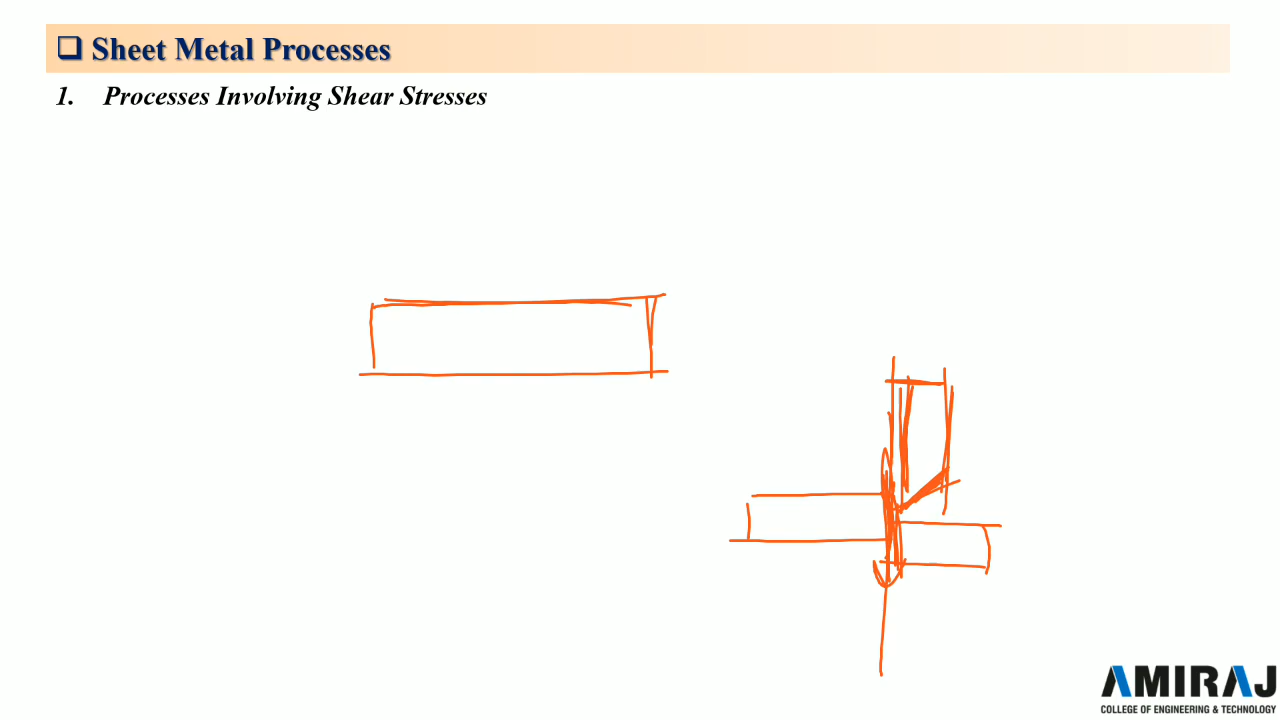 ❑ Sheet Metal Processes
1. Processes Involving Shear Stresses
AMIRAJ
COLLEGE OF ENGINEERING & TECHNOLOGY